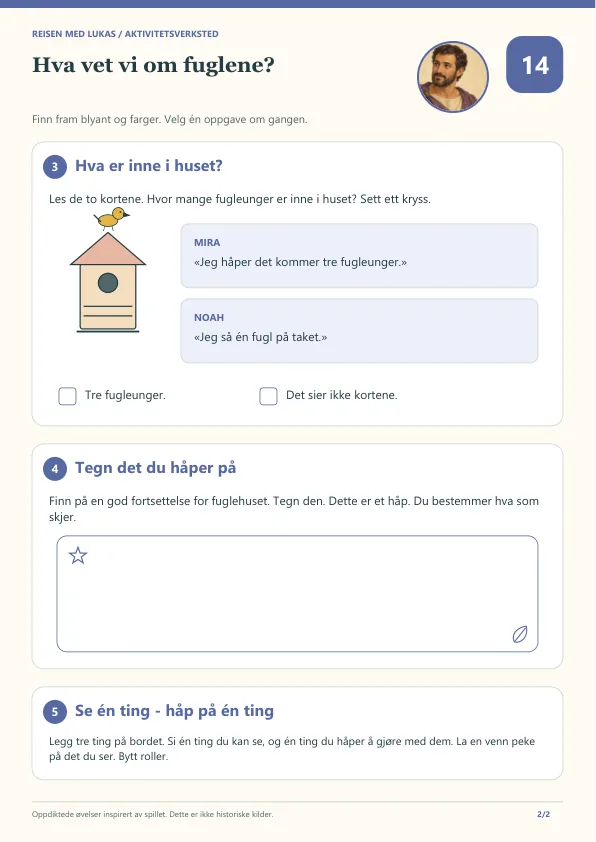 REISEN MED LUKAS / AKTIVITETSVERKSTED
Hva vet vi om fuglene?
14
Finn fram blyant og farger. Velg én oppgave om gangen.
3 Hva er inne i huset?
Les de to kortene. Hvor mange fugleunger er inne i huset? Sett ett kryss.
MIRA
«Jeg håper det kommer tre fugleunger.»
NOAH
«Jeg så én fugl på taket.»
Tre fugleunger.
Det sier ikke kortene.
4 Tegn det du håper på
Finn på en god fortsettelse for fuglehuset. Tegn den. Dette er et håp. Du bestemmer hva som
skjer.
5 Se én ting - håp på én ting
Legg tre ting på bordet. Si én ting du kan se, og én ting du håper å gjøre med dem. La en venn peke
på det du ser. Bytt roller.
Oppdiktede øvelser inspirert av spillet. Dette er ikke historiske kilder.
2/2